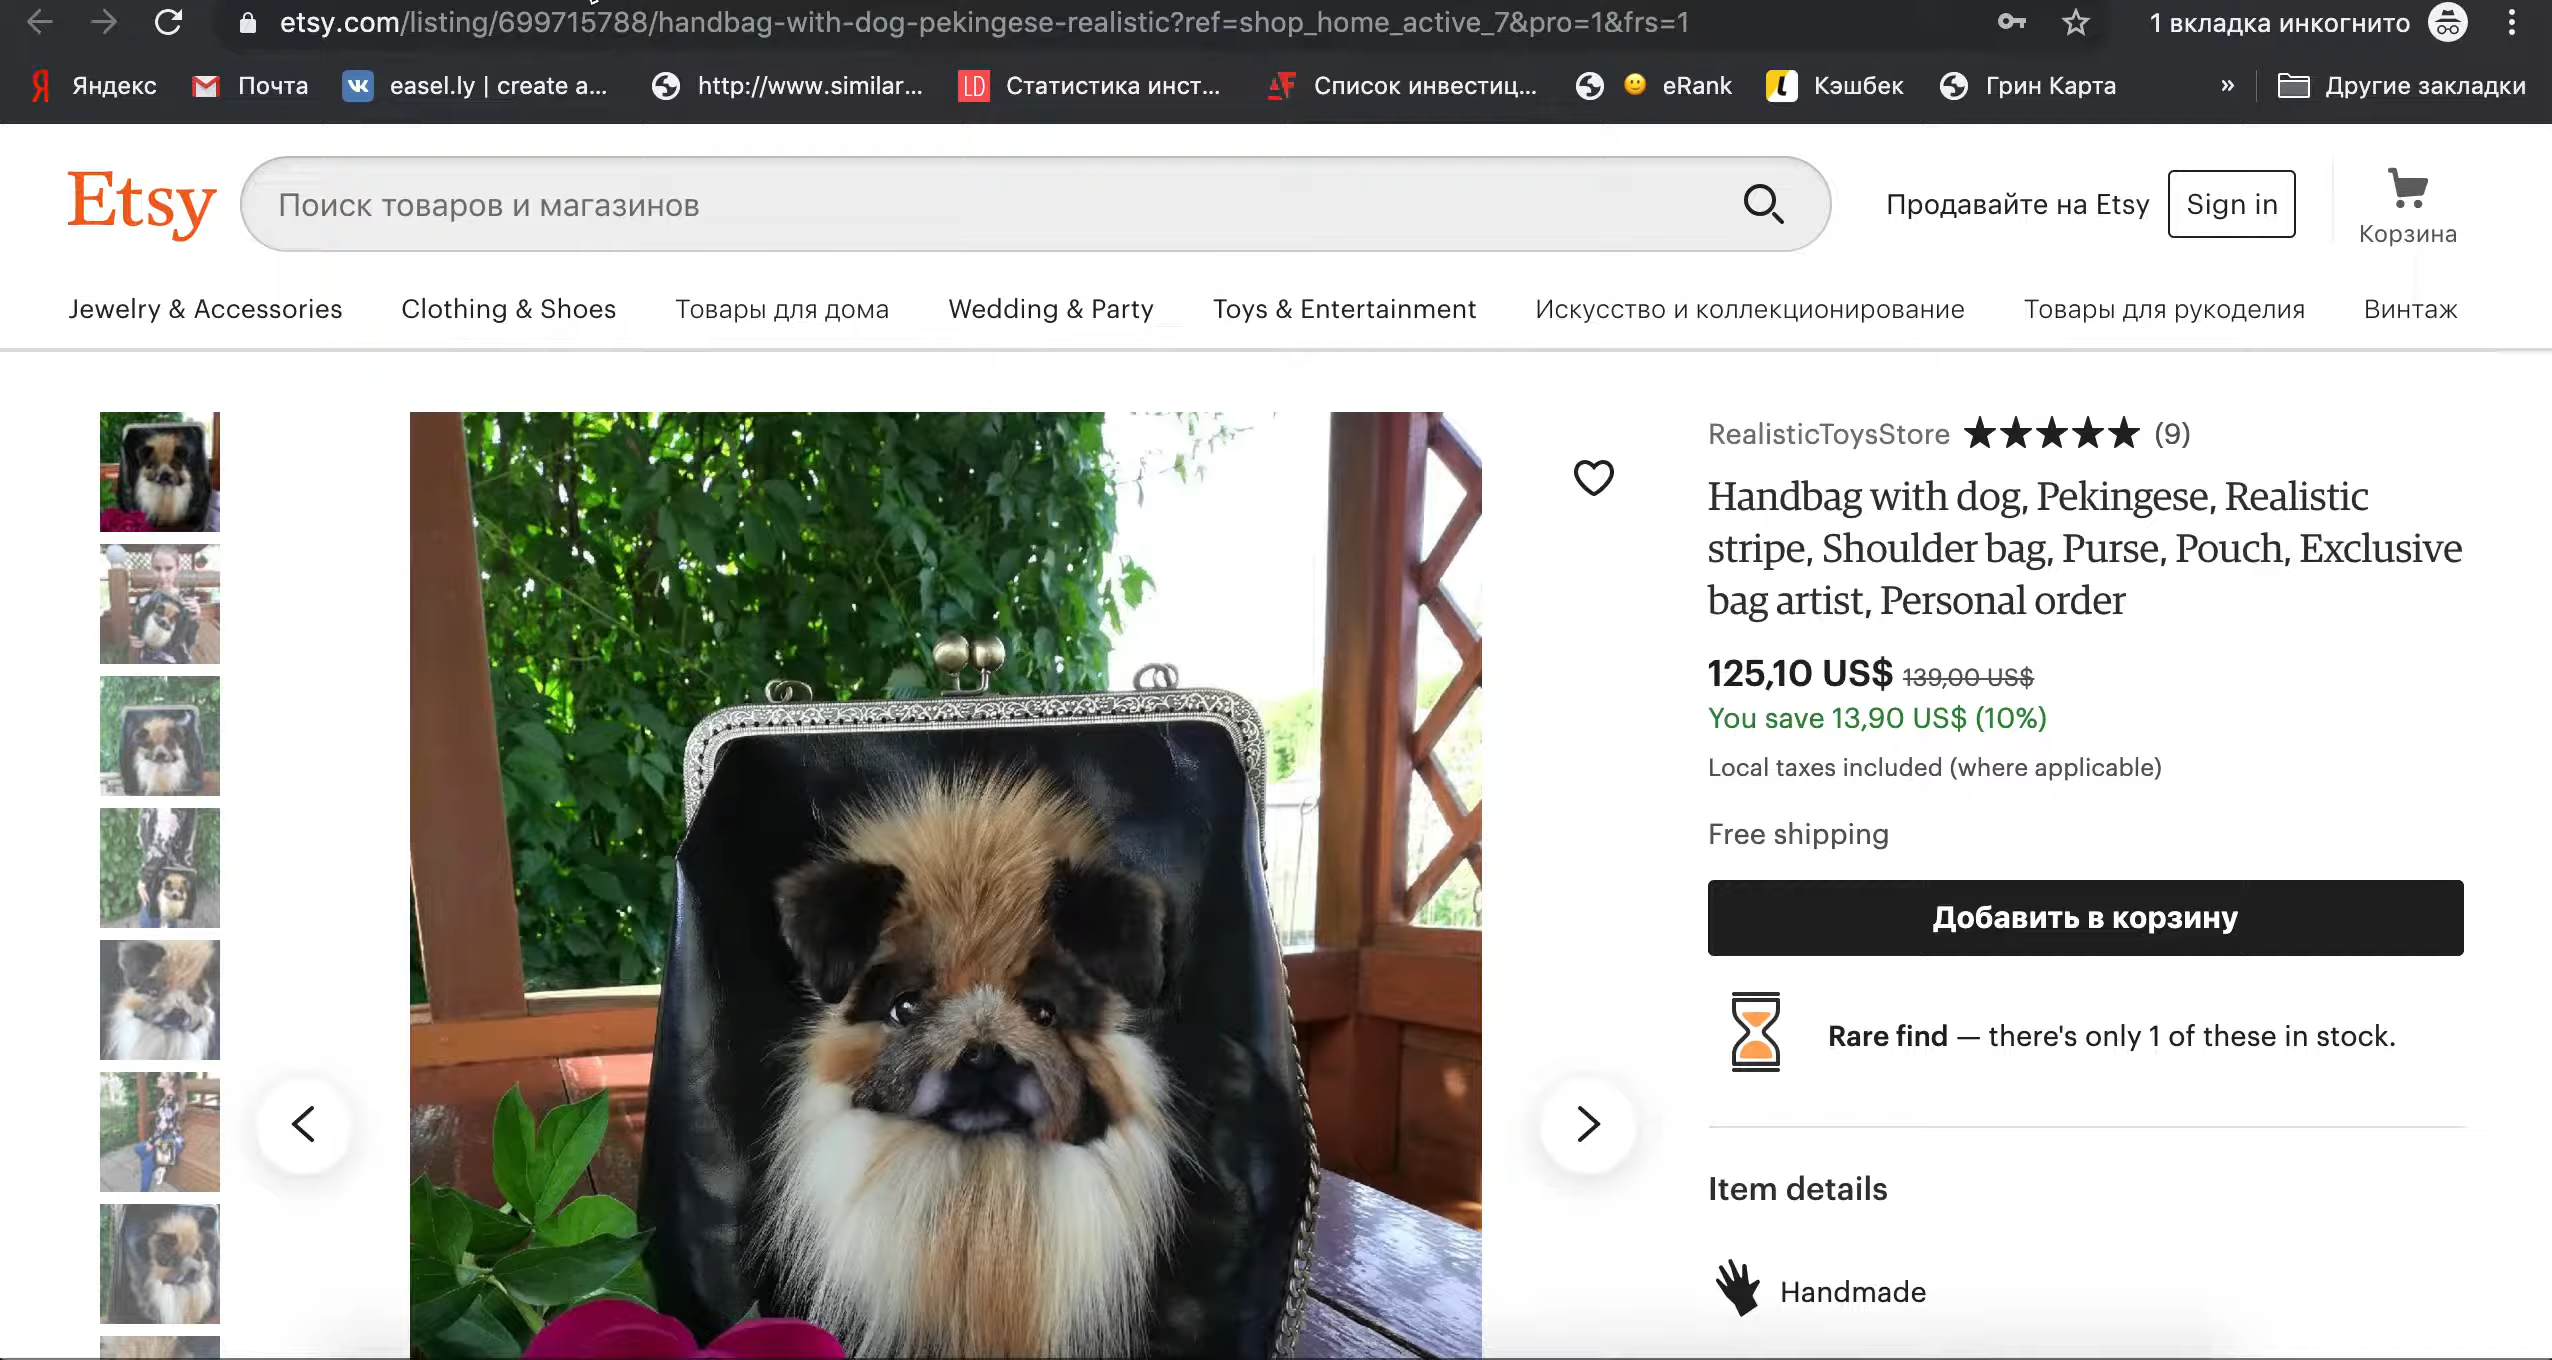 etsy.com/listing/699715788/handbag-with-dog-pekingese-realistic?ref=shop_home_active_7&pro=1&frs=1
1 вкладка инкогнито
Яндекс
Почта
easel.ly | create a...
http://www.similar...
LD
Статистика инст...
Список инвестиц...
eRank
Кэшбек
Грин Карта
»
Другие закладки
Etsy
Поиск товаров и магазинов
Продавайте на Etsy
Sign in
Корзина
Jewelry & Accessories
Clothing & Shoes
Товары для дома
Wedding & Party
Toys & Entertainment
Искусство и коллекционирование
Товары для рукоделия
Винтаж
RealisticToysStore ★★★★★ (9)
Handbag with dog, Pekingese, Realistic
stripe, Shoulder bag, Purse, Pouch, Exclusive
bag artist, Personal order
125,10 US$ 139,00 US$
You save 13,90 US$ (10%)
Local taxes included (where applicable)
Free shipping
Добавить в корзину
Rare find — there's only 1 of these in stock.
Item details
Handmade